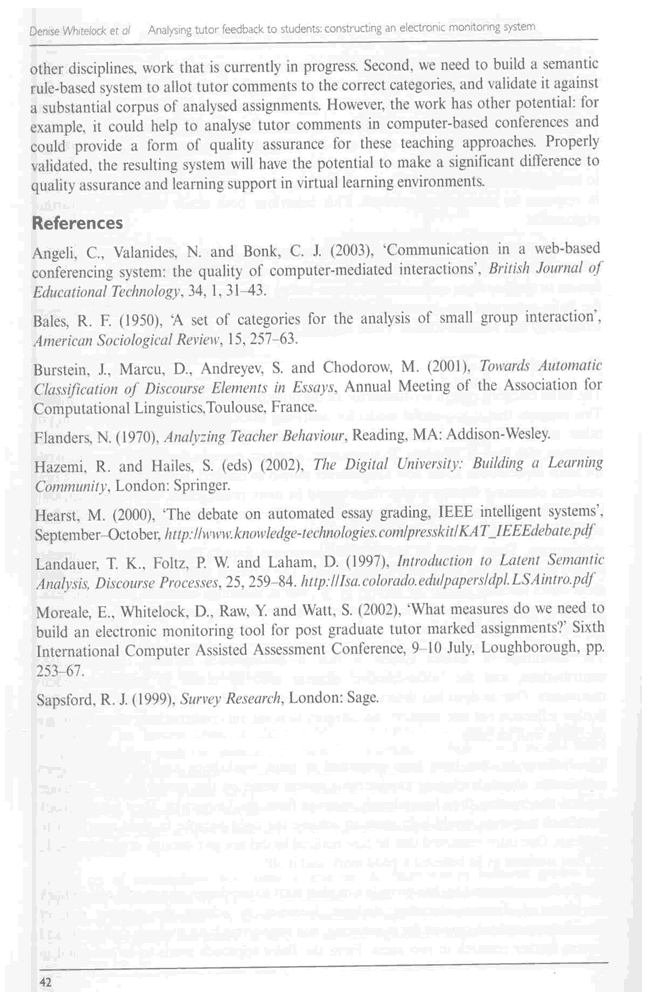 Denise Whitelock et al Analysing tutor feedback to students: constructing an electronic monitoring system
other disciplines, work that is currently in progress. Second, we need to build a semantic
rule-based system to allot tutor comments to the correct categories, and validate it against
a substantial corpus of analysed assignments. However, the work has other potential: for
example, it could help to analyse tutor comments in computer-based conferences and
could provide a form of quality assurance for these teaching approaches. Properly
validated, the resulting system will have the potential to make a significant difference to
quality assurance and learning support in virtual learning environments.
References
Angeli, C., Valanides, N. and Bonk, C. J. (2003), ‘Communication in a web-based
conferencing system: the quality of computer-mediated interactions’, British Journal of
Educational Technology, 34, 1, 31–43.
Bales, R. F. (1950), ‘A set of categories for the analysis of small group interaction’,
American Sociological Review, 15, 257–63.
Burstein, J., Marcu, D., Andreyev, S. and Chodorow, M. (2001), Towards Automatic
Classification of Discourse Elements in Essays, Annual Meeting of the Association for
Computational Linguistics,Toulouse, France.
Flanders, N. (1970), Analyzing Teacher Behaviour, Reading, MA: Addison-Wesley.
Hazemi, R. and Hailes, S. (eds) (2002), The Digital University: Building a Learning
Community, London: Springer.
Hearst, M. (2000), ‘The debate on automated essay grading, IEEE intelligent systems’,
September–October, http://www.knowledge-technologies.com/presskit/KAT_IEEEdebate.pdf
Landauer, T. K., Foltz, P. W. and Laham, D. (1997), Introduction to Latent Semantic
Analysis, Discourse Processes, 25, 259–84. http://lsa.colorado.edu/papers/dpl.LSAintro.pdf
Moreale, E., Whitelock, D., Raw, Y. and Watt, S. (2002), ‘What measures do we need to
build an electronic monitoring tool for post graduate tutor marked assignments?’ Sixth
International Computer Assisted Assessment Conference, 9–10 July, Loughborough, pp.
253–67.
Sapsford, R. J. (1999), Survey Research, London: Sage.
42